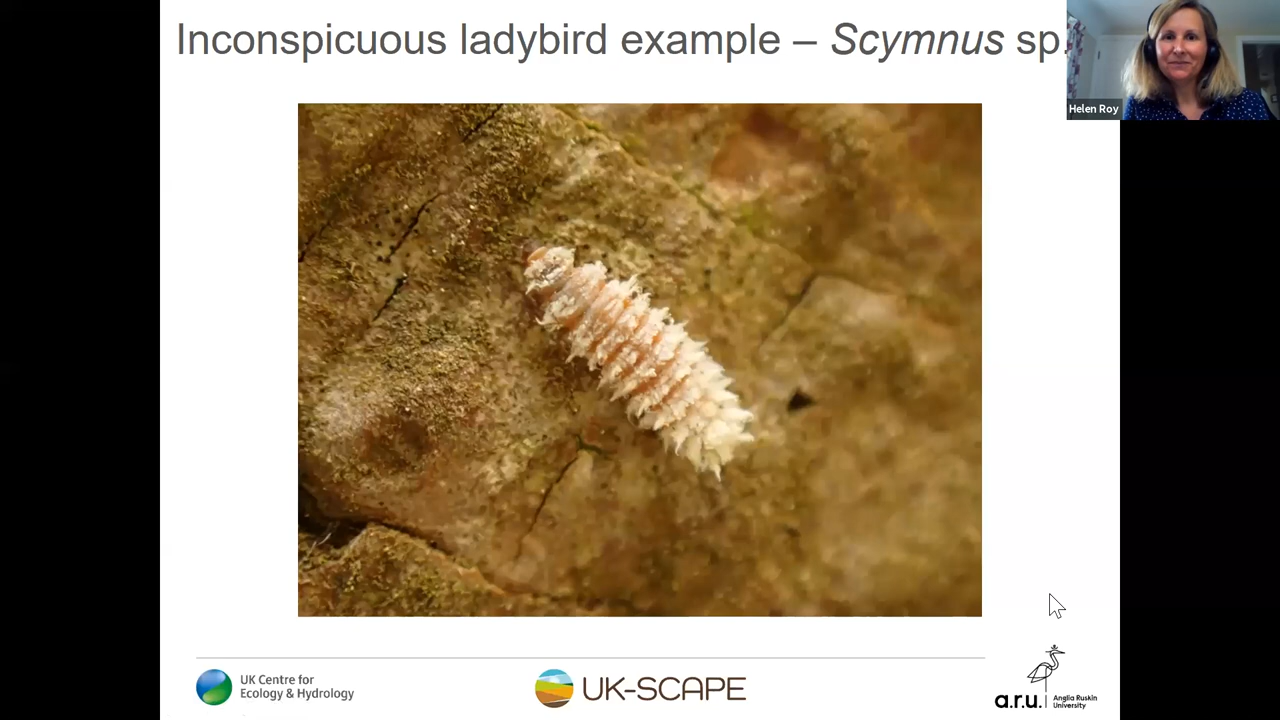 Inconspicuous ladybird example – Scymnus sp.
Helen Roy
UK Centre for
Ecology & Hydrology
UK-SCAPE
a.r.u.
Anglia Ruskin
University